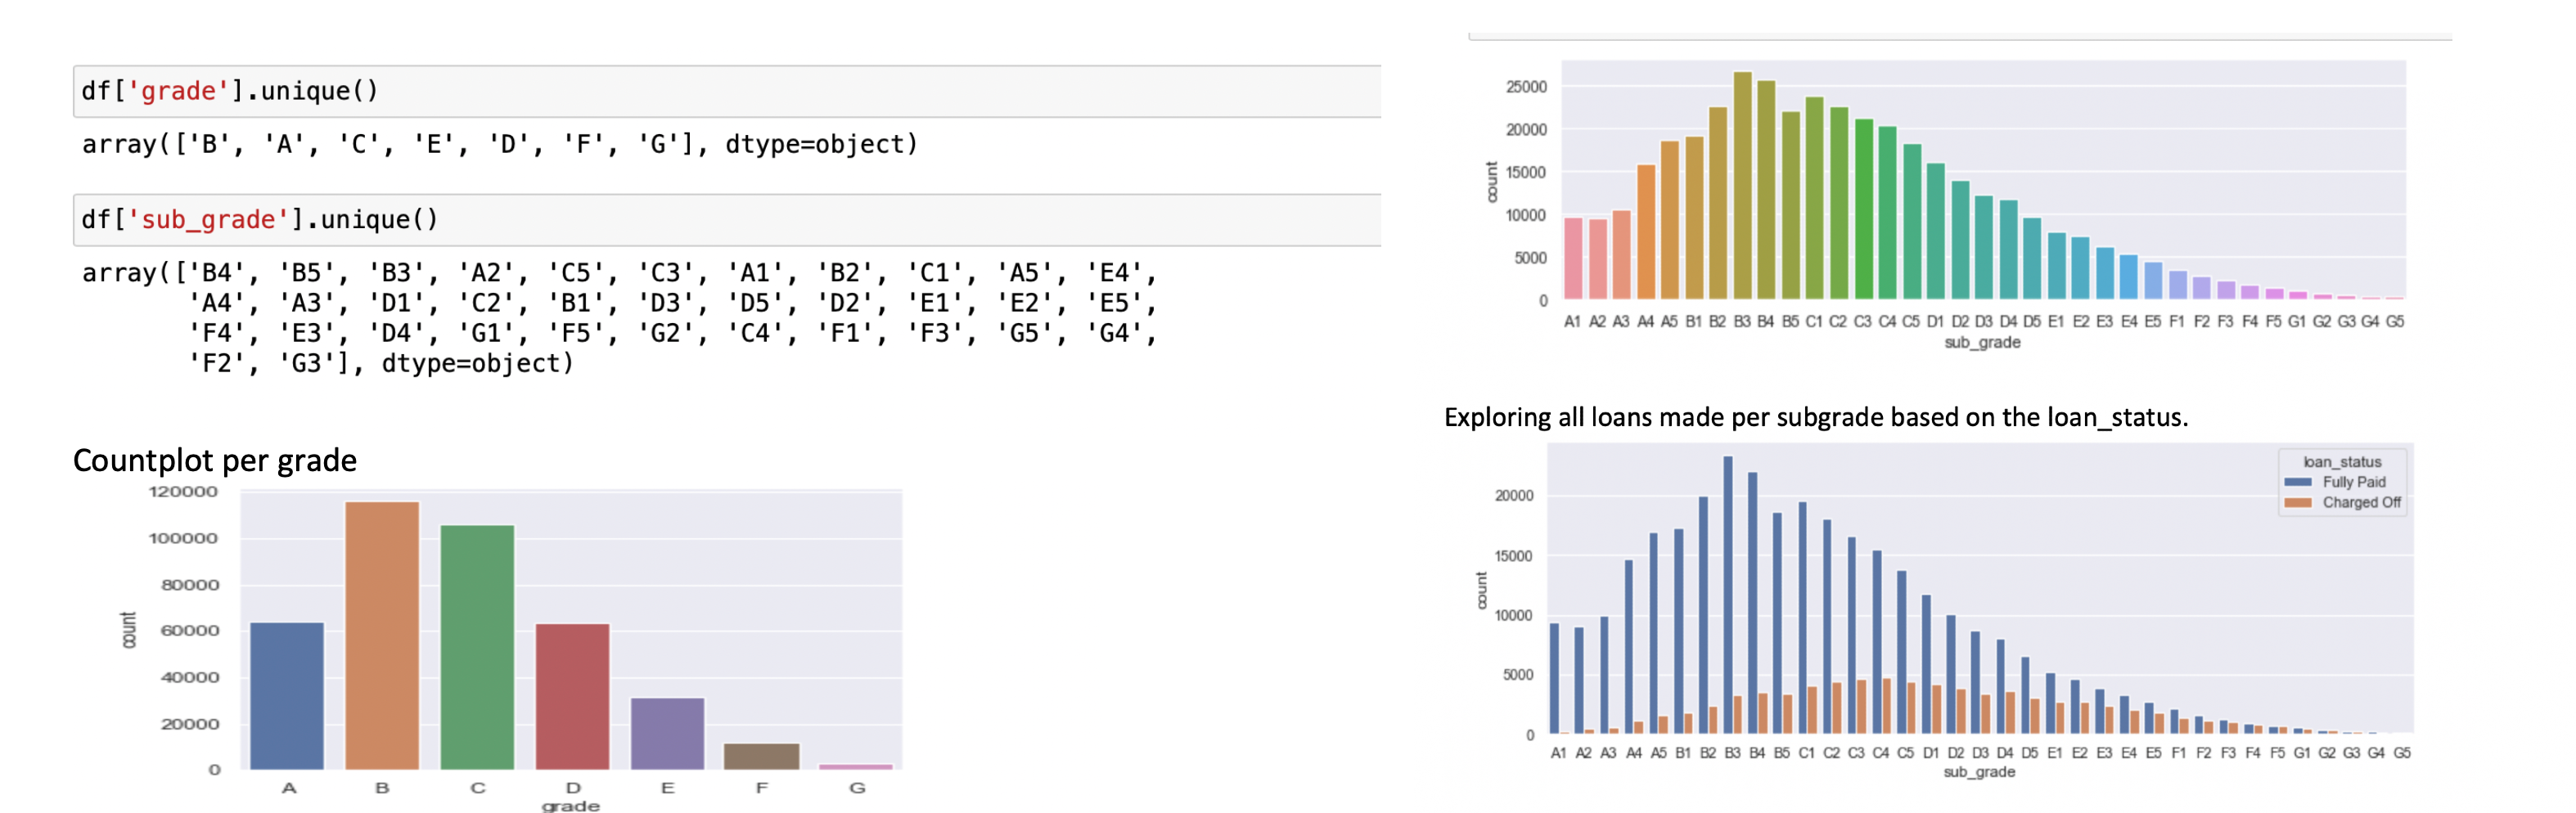 df['grade'].unique()
array(['B', 'A', 'C', 'E', 'D', 'F', 'G'], dtype=object)
df['sub_grade'].unique()
array(['B4', 'B5', 'B3', 'A2', 'C5', 'C3', 'A1', 'B2', 'C1', 'A5', 'E4',
'A4', 'A3', 'D1', 'C2', 'B1', 'D3', 'D5', 'D2', 'E1', 'E2', 'E5',
'F4', 'E3', 'D4', 'G1', 'F5', 'G2', 'C4', 'F1', 'F3', 'G5', 'G4',
'F2', 'G3'], dtype=object)
Countplot per grade
120000
100000
80000
60000
40000
20000
0
count
A B C D E F G
grade
25000
20000
15000
10000
5000
0
count
A1 A2 A3 A4 A5 B1 B2 B3 B4 B5 C1 C2 C3 C4 C5 D1 D2 D3 D4 D5 E1 E2 E3 E4 E5 F1 F2 F3 F4 F5 G1 G2 G3 G4 G5
sub_grade
Exploring all loans made per subgrade based on the loan_status.
loan_status
Fully Paid
Charged Off
20000
15000
10000
5000
0
count
A1 A2 A3 A4 A5 B1 B2 B3 B4 B5 C1 C2 C3 C4 C5 D1 D2 D3 D4 D5 E1 E2 E3 E4 E5 F1 F2 F3 F4 F5 G1 G2 G3 G4 G5
sub_grade